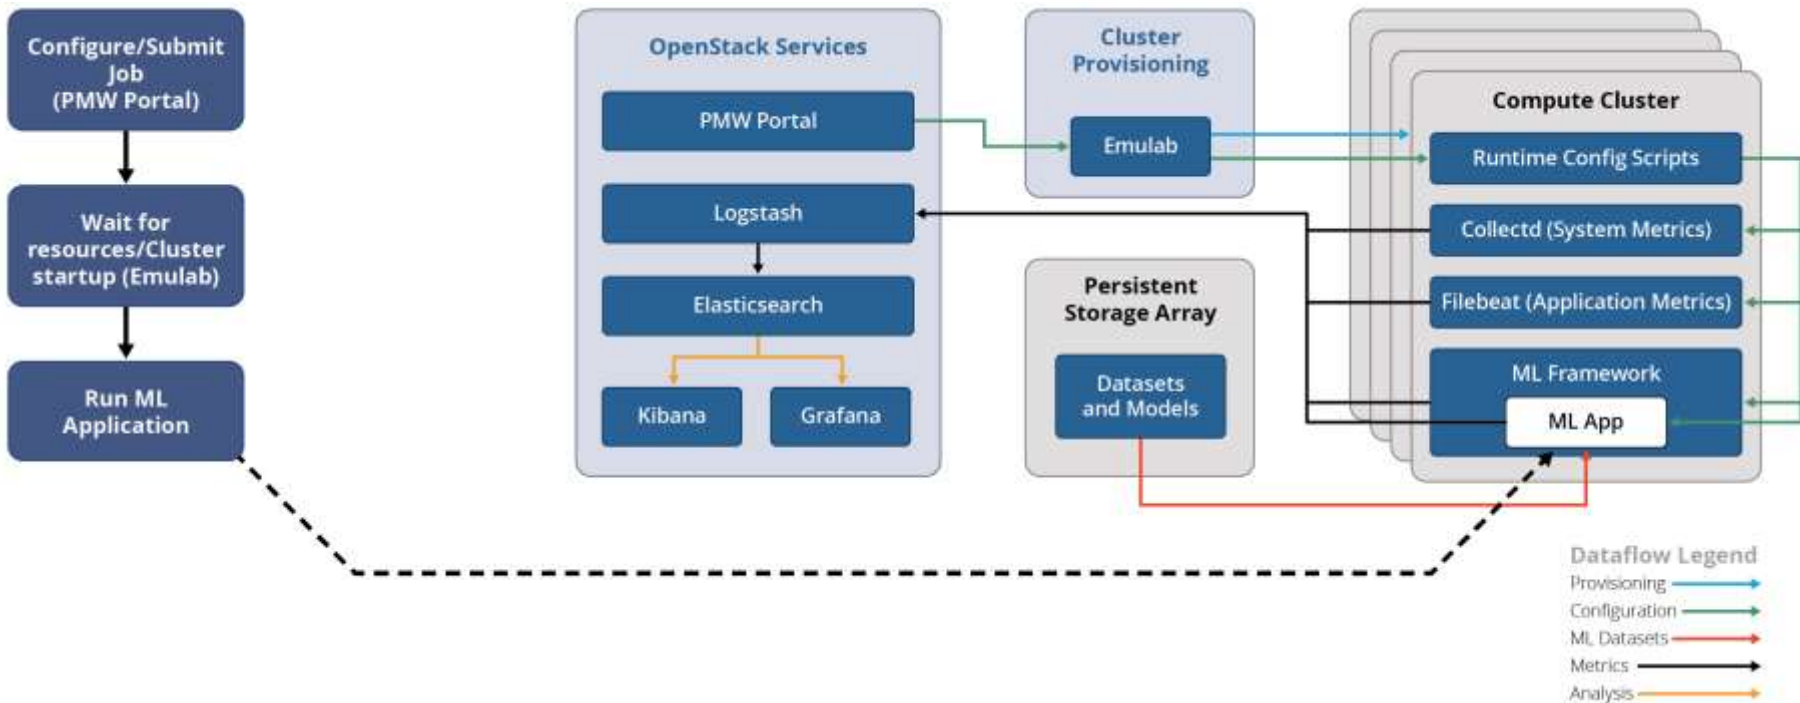 Configure/Submit
Job
(PMW Portal)
Wait for
resources/Cluster
startup (Emulab)
Run ML
Application
OpenStack Services
PMW Portal
Logstash
Elasticsearch
Kibana
Grafana
Cluster
Provisioning
Emulab
Persistent
Storage Array
Datasets
and Models
Compute Cluster
Runtime Config Scripts
Collectd (System Metrics)
Filebeat (Application Metrics)
ML Framework
ML App
Dataflow Legend
Provisioning
Configuration
ML Datasets
Metrics
Analysis